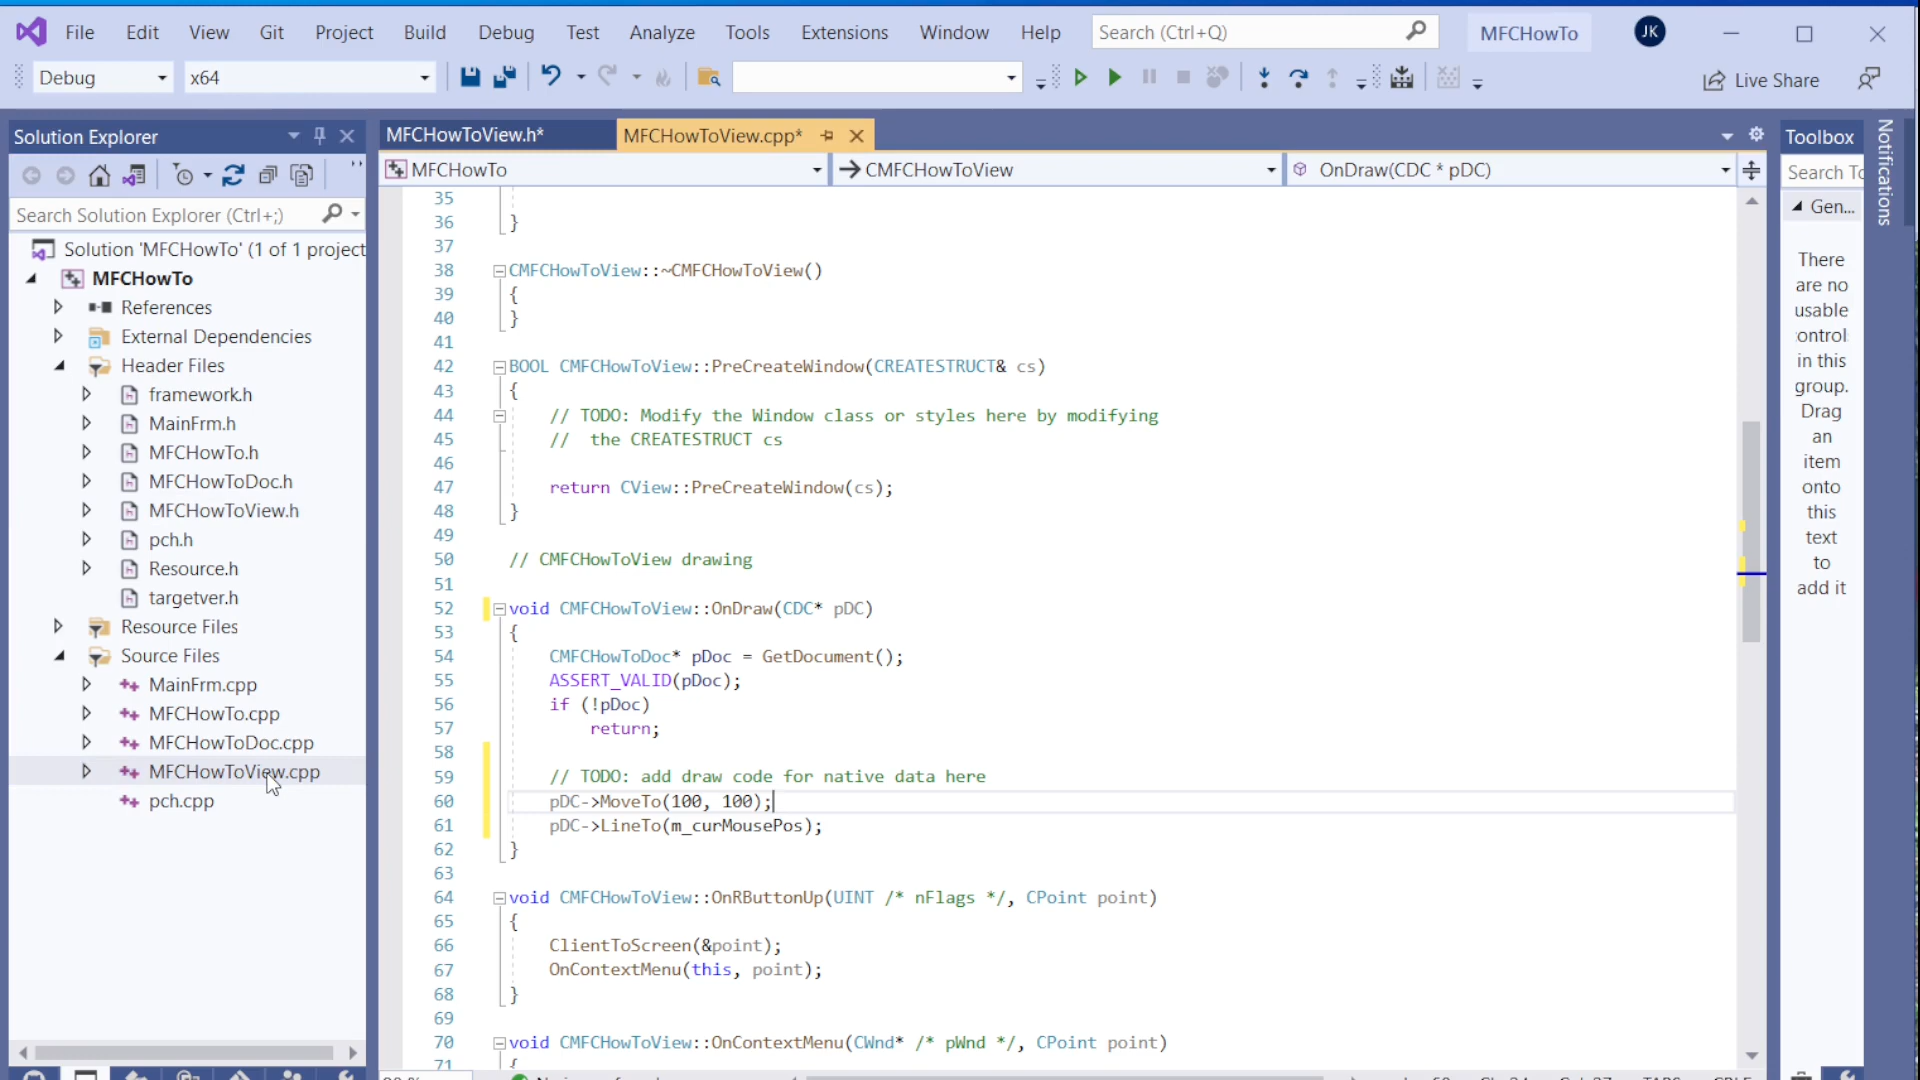 File Edit View Git Project Build Debug Test Analyze Tools Extensions Window Help Search (Ctrl+Q) MFCHowTo JK
Debug x64 Live Share
Solution Explorer
Search Solution Explorer (Ctrl+;)
Solution 'MFCHowTo' (1 of 1 project
MFCHowTo
References
External Dependencies
Header Files
framework.h
MainFrm.h
MFCHowTo.h
MFCHowToDoc.h
MFCHowToView.h
pch.h
Resource.h
targetver.h
Resource Files
Source Files
MainFrm.cpp
MFCHowTo.cpp
MFCHowToDoc.cpp
MFCHowToView.cpp
pch.cpp
MFCHowToView.h* MFCHowToView.cpp*
MFCHowTo CMFCHowToView OnDraw(CDC * pDC)
35
36 }
37
38 CMFCHowToView::~CMFCHowToView()
39 {
40 }
41
42 BOOL CMFCHowToView::PreCreateWindow(CREATESTRUCT& cs)
43 {
44 // TODO: Modify the Window class or styles here by modifying
45 //  the CREATESTRUCT cs
46
47 return CView::PreCreateWindow(cs);
48 }
49
50 // CMFCHowToView drawing
51
52 void CMFCHowToView::OnDraw(CDC* pDC)
53 {
54 CMFCHowToDoc* pDoc = GetDocument();
55 ASSERT_VALID(pDoc);
56 if (!pDoc)
57 return;
58
59 // TODO: add draw code for native data here
60 pDC->MoveTo(100, 100);
61 pDC->LineTo(m_curMousePos);
62 }
63
64 void CMFCHowToView::OnRButtonUp(UINT /* nFlags */, CPoint point)
65 {
66 ClientToScreen(&point);
67 OnContextMenu(this, point);
68 }
69
70 void CMFCHowToView::OnContextMenu(CWnd* /* pWnd */, CPoint point)
71 {
Toolbox
Search To
Gen...
There
are no
usable
control
in this
group.
Drag
an
item
onto
this
text
to
add it
Notifications